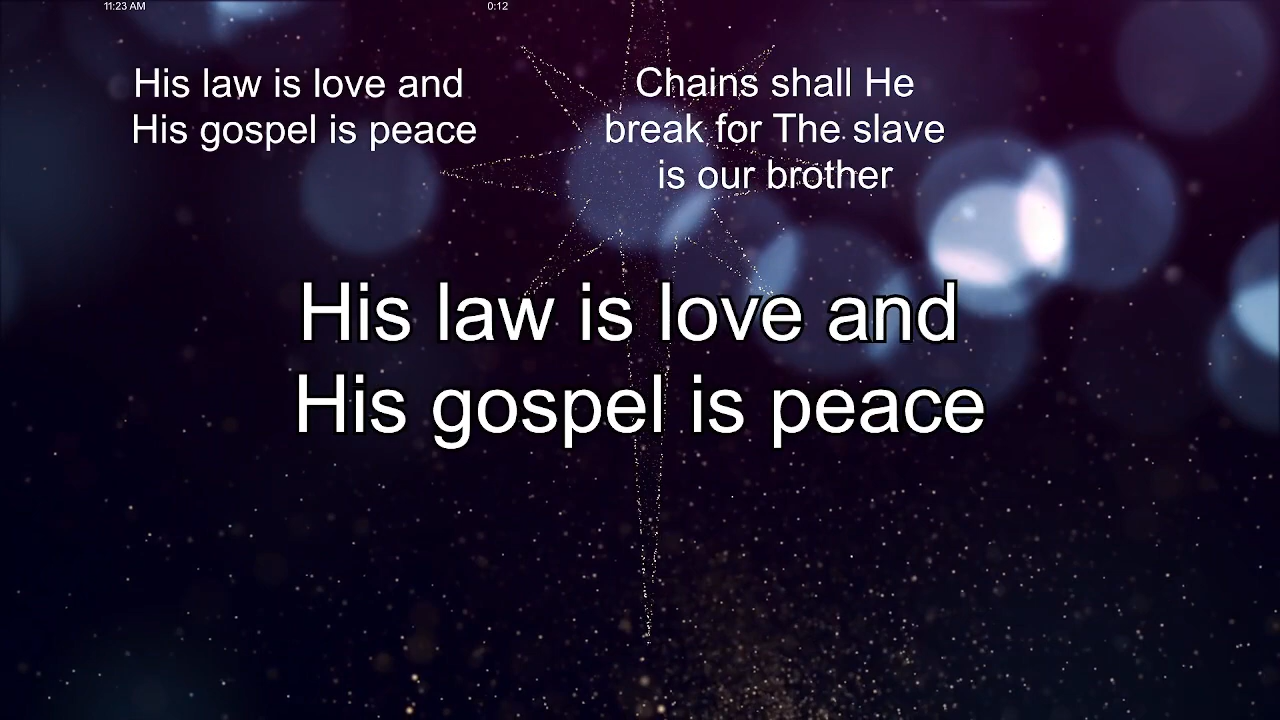 11:23 AM
0:12
His law is love and
His gospel is peace
Chains shall He
break for The slave
is our brother
His law is love and
His gospel is peace